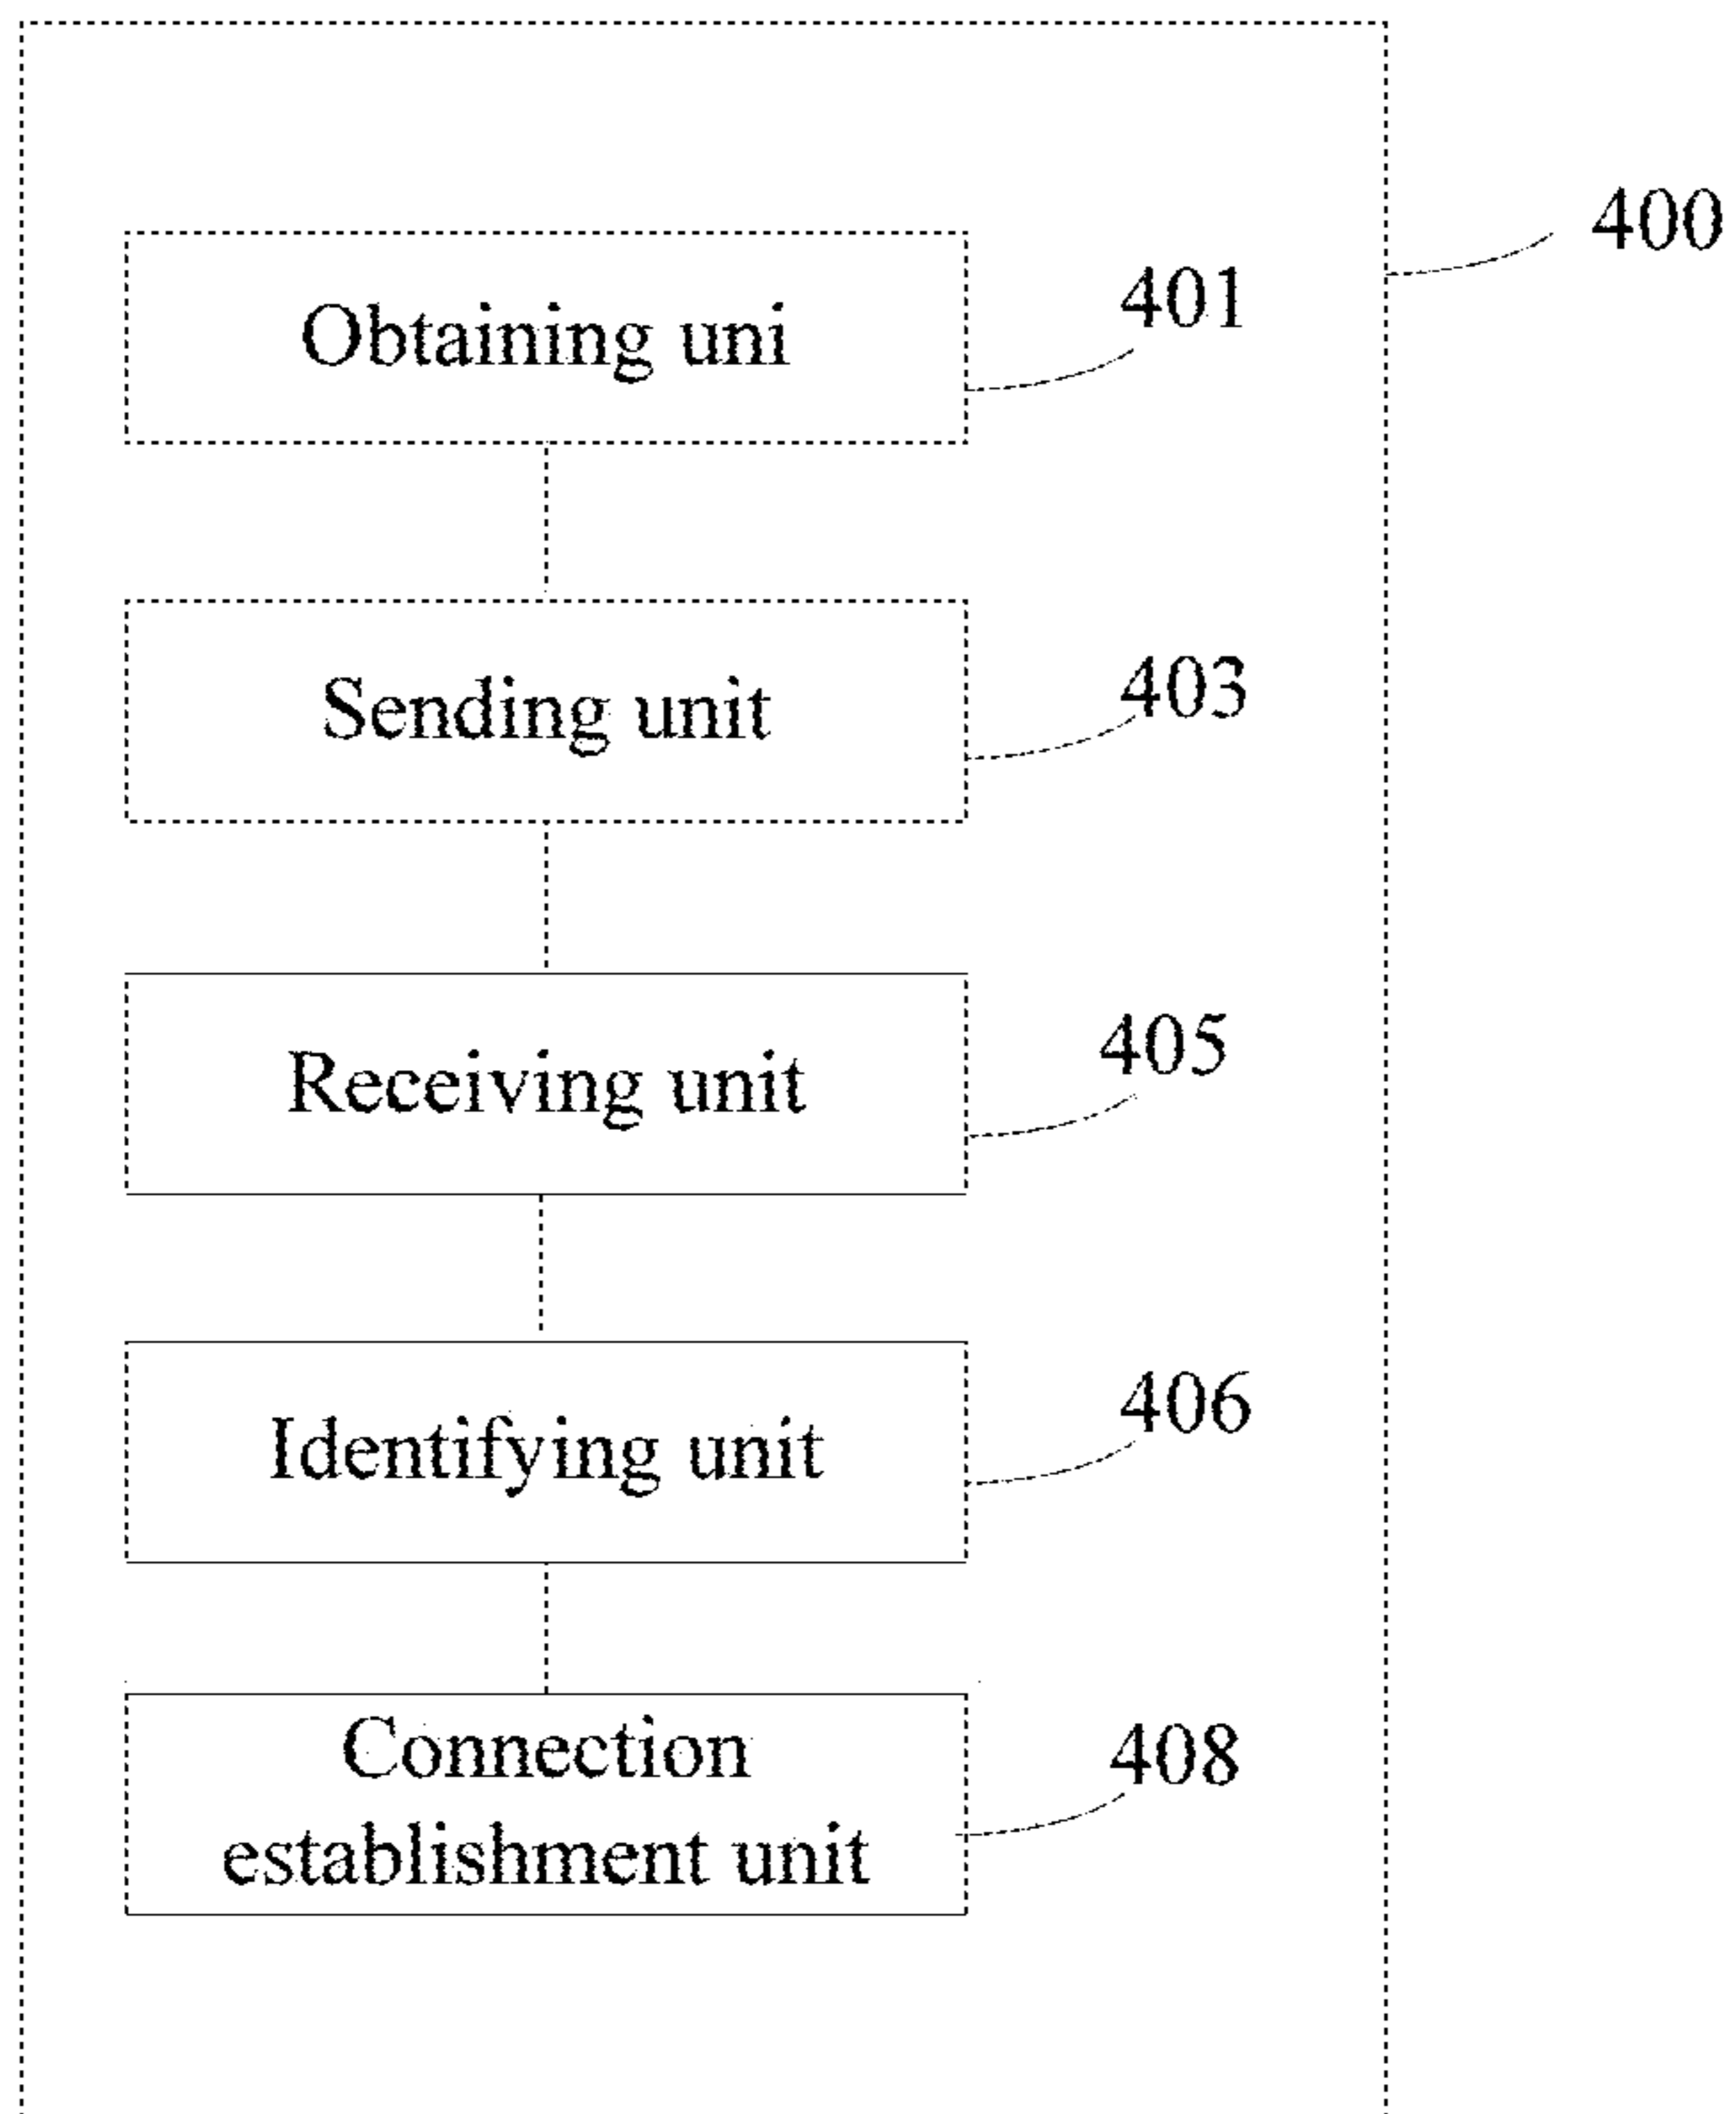 400
Obtaining uni
401
Sending unit
403
Receiving unit
405
Identifying unit
406
Connection
establishment unit
408